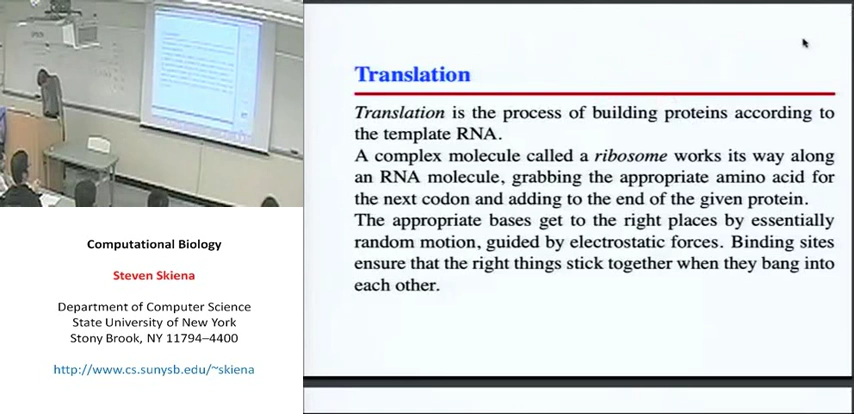 Translation
Translation is the process of building proteins according to
the template RNA.
A complex molecule called a ribosome works its way along
an RNA molecule, grabbing the appropriate amino acid for
the next codon and adding to the end of the given protein.
The appropriate bases get to the right places by essentially
random motion, guided by electrostatic forces. Binding sites
ensure that the right things stick together when they bang into
each other.
Computational Biology
Steven Skiena
Department of Computer Science
State University of New York
Stony Brook, NY 11794–4400
http://www.cs.sunysb.edu/~skiena